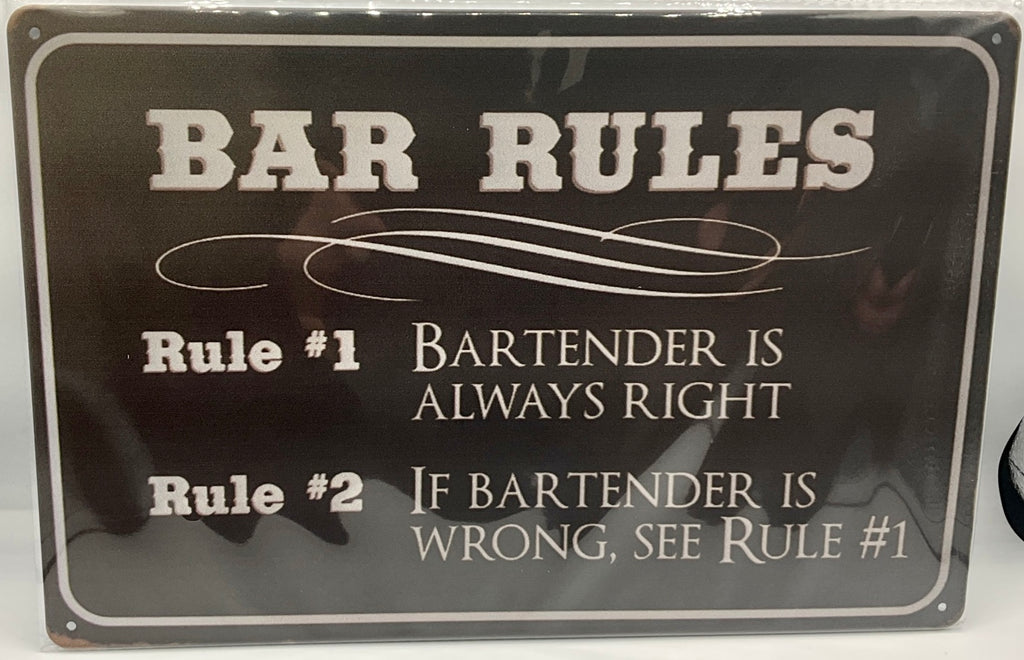 BAR RULES
Rule #1 BARTENDER IS
ALWAYS RIGHT
Rule #2 IF BARTENDER IS
WRONG, SEE RULE #1